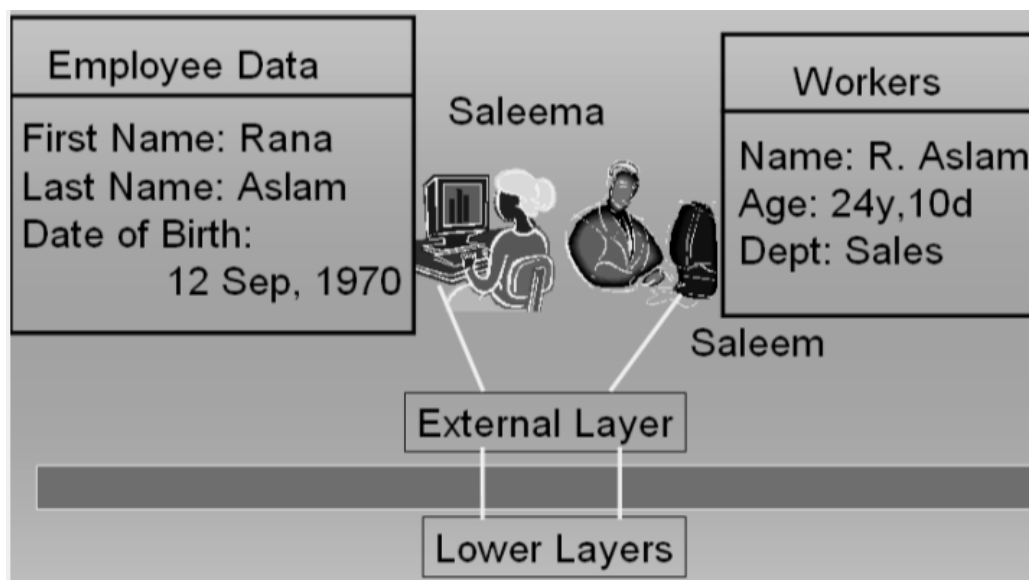 Employee Data
First Name: Rana
Last Name: Aslam
Date of Birth:
12 Sep, 1970
Saleema
Workers
Name: R. Aslam
Age: 24y,10d
Dept: Sales
Saleem
External Layer
Lower Layers